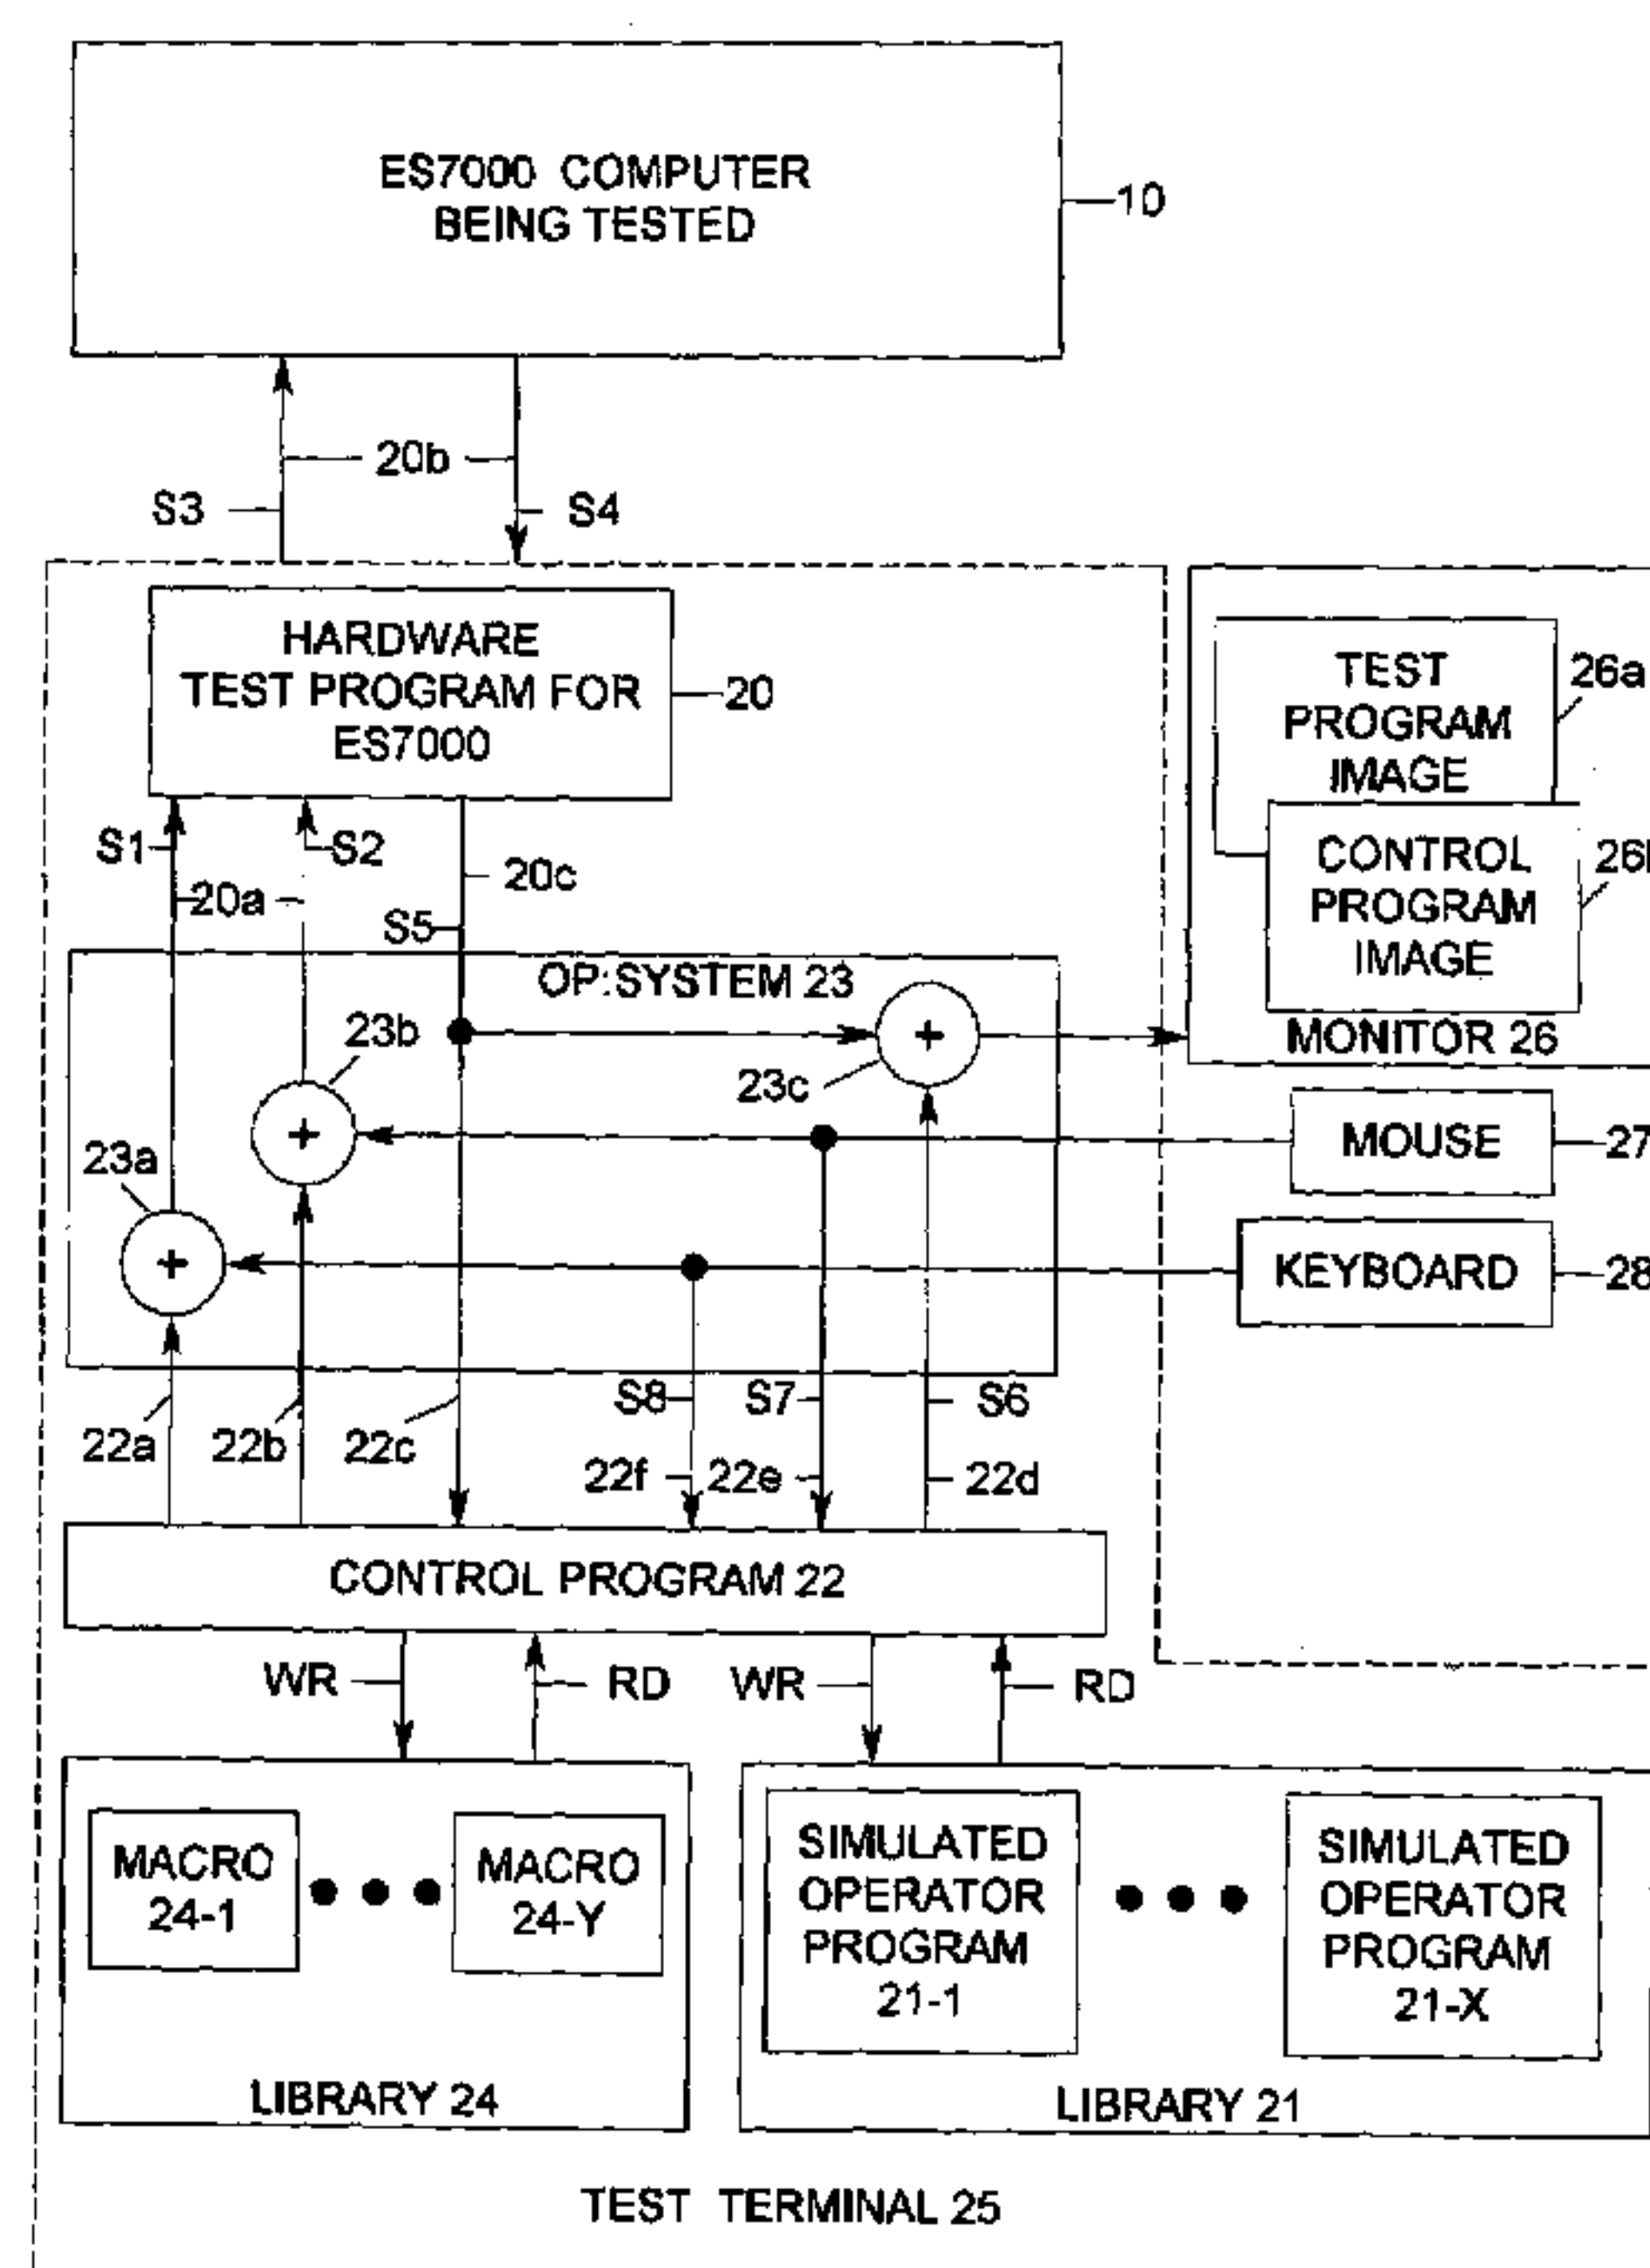 ES7000 COMPUTER
BEING TESTED
10
20b
S3
S4
HARDWARE
TEST PROGRAM FOR
ES7000
20
TEST
PROGRAM
IMAGE
26a
CONTROL
PROGRAM
IMAGE
MONITOR 26
S1
S2
20a
20c
S5
OP.SYSTEM 23
23b
23c
23a
MOUSE
27
KEYBOARD
28
S8
S7
S6
22a
22b
22c
22f
22e
22d
CONTROL PROGRAM 22
WR
RD
WR
RD
MACRO
24-1
MACRO
24-Y
LIBRARY 24
SIMULATED
OPERATOR
PROGRAM
21-1
SIMULATED
OPERATOR
PROGRAM
21-X
LIBRARY 21
TEST TERMINAL 25